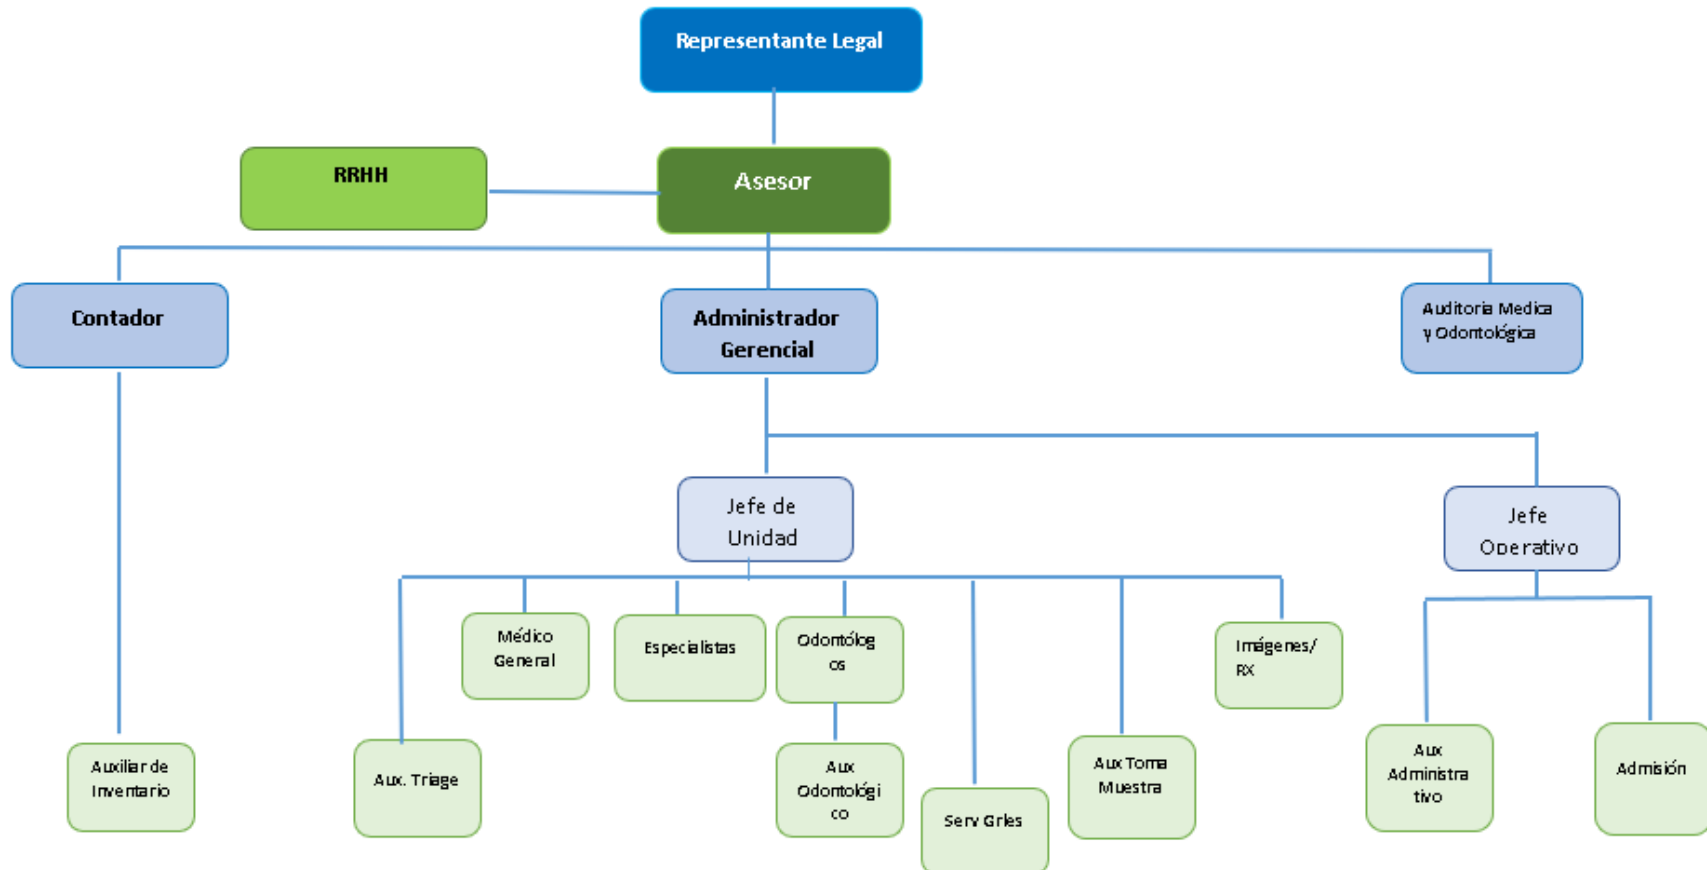 Representante Legal
RRHH
Asesor
Contador
Administrador
Gerencial
Auditoria Medica
y Odontológica
Jefe de
Unidad
Jefe
Operativo
Médico
General
Especialistas
Odontólog
os
Imágenes/
RX
Auxiliar de
Inventario
Aux. Triage
Aux
Odontológi
co
Serv Grles
Aux Toma
Muestra
Aux
Administra
tivo
Admisión